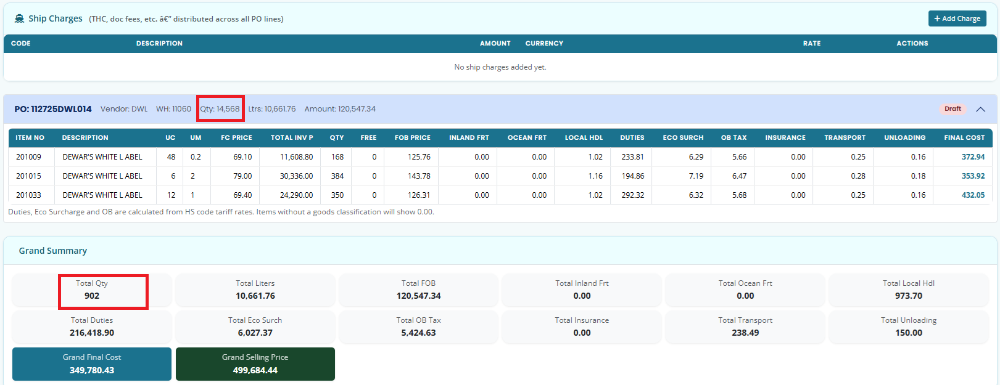 Ship Charges (THC, doc fees, etc. â€” distributed across all PO lines) + Add Charge
CODE DESCRIPTION AMOUNT CURRENCY RATE ACTIONS
No ship charges added yet.
PO: 112725DWL014 Vendor: DWL WH: 11060 Qty: 14,568 Ltrs: 10,661.76 Amount: 120,547.34 Draft
ITEM NO DESCRIPTION UC UM FC PRICE TOTAL INV P QTY FREE FOB PRICE INLAND FRT OCEAN FRT LOCAL HDL DUTIES ECO SURCH OB TAX INSURANCE TRANSPORT UNLOADING FINAL COST
201009 DEWAR'S WHITE L ABEL 48 0.2 69.10 11,608.80 168 0 125.76 0.00 0.00 1.02 233.81 6.29 5.66 0.00 0.25 0.16 372.94
201015 DEWAR'S WHITE L ABEL 6 2 79.00 30,336.00 384 0 143.78 0.00 0.00 1.16 194.86 7.19 6.47 0.00 0.28 0.18 353.92
201033 DEWAR'S WHITE L ABEL 12 1 69.40 24,290.00 350 0 126.31 0.00 0.00 1.02 292.32 6.32 5.68 0.00 0.25 0.16 432.05
Duties, Eco Surcharge and OB are calculated from HS code tariff rates. Items without a goods classification will show 0.00.
Grand Summary
Total Qty Total Liters Total FOB Total Inland Frt Total Ocean Frt Total Local Hdl
902 10,661.76 120,547.34 0.00 0.00 973.70
Total Duties Total Eco Surch Total OB Tax Total Insurance Total Transport Total Unloading
216,418.90 6,027.37 5,424.63 0.00 238.49 150.00
Grand Final Cost Grand Selling Price
349,780.43 499,684.44